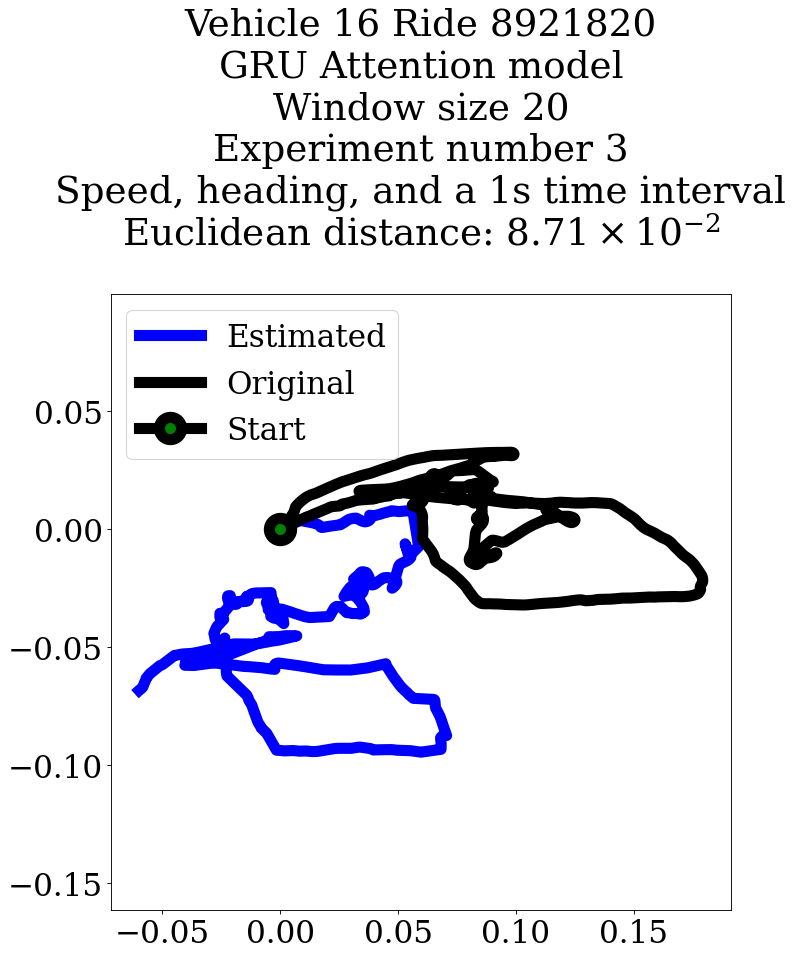 Vehicle 16 Ride 8921820
GRU Attention model
Window size 20
Experiment number 3
Speed, heading, and a 1s time interval
Euclidean distance: 8.71 × 10⁻²
Estimated
Original
Start
0.05
0.00
−0.05
−0.10
−0.15
−0.05 0.00 0.05 0.10 0.15